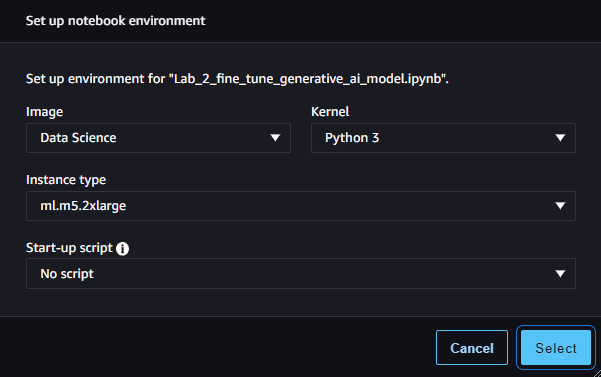 Set up notebook environment
Set up environment for "Lab_2_fine_tune_generative_ai_model.ipynb".
Image
Kernel
Data Science
Python 3
Instance type
ml.m5.2xlarge
Start-up script
No script
Cancel
Select